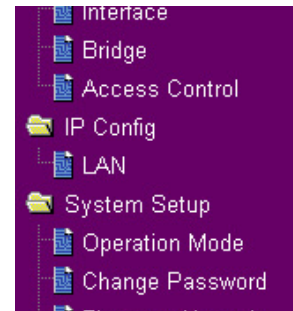 Interface
Bridge
Access Control
IP Config
LAN
System Setup
Operation Mode
Change Password